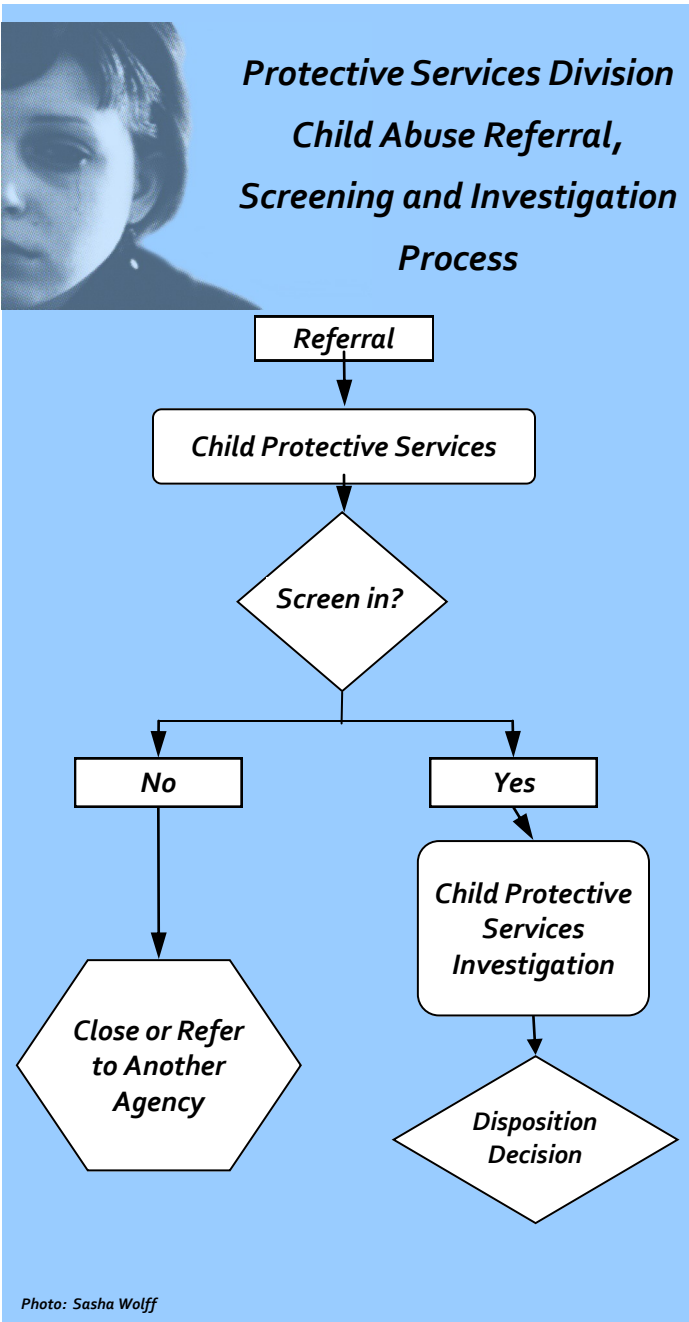 Protective Services Division
Child Abuse Referral,
Screening and Investigation
Process
Referral
Child Protective Services
Screen in?
No
Yes
Child Protective
Services
Investigation
Close or Refer
to Another
Agency
Disposition
Decision
Photo: Sasha Wolff